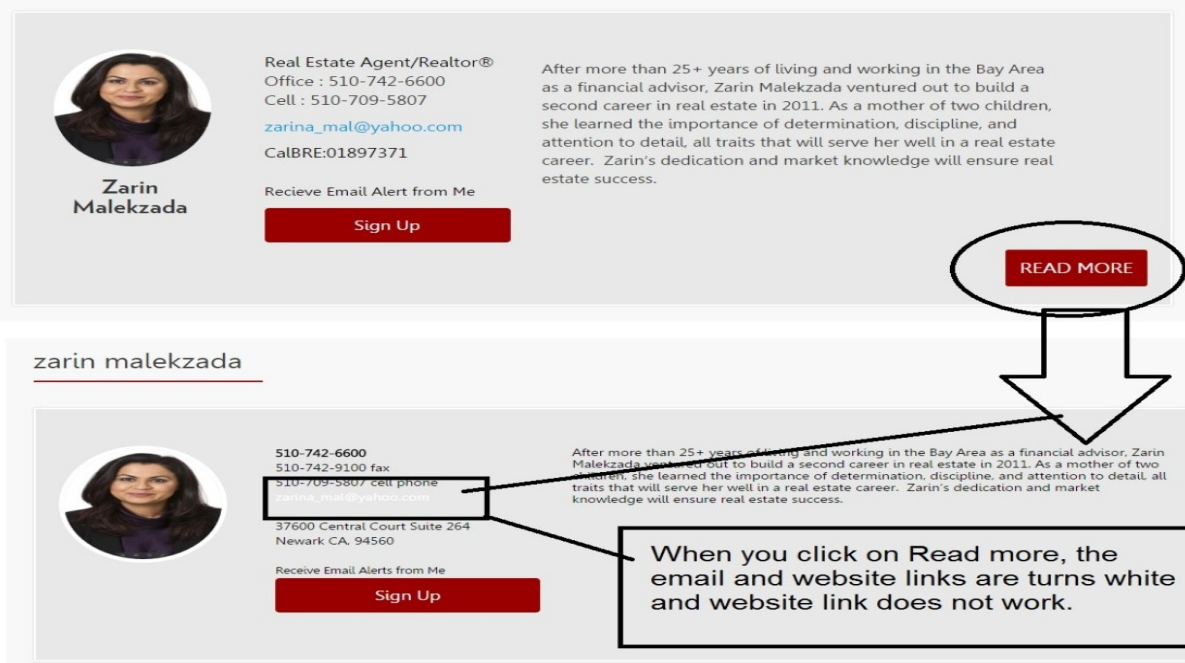 Zarin
Malekzada
Real Estate Agent/Realtor®
Office : 510-742-6600
Cell : 510-709-5807
zarina_mal@yahoo.com
CalBRE:01897371
Recieve Email Alert from Me
Sign Up
After more than 25+ years of living and working in the Bay Area
as a financial advisor, Zarin Malekzada ventured out to build a
second career in real estate in 2011. As a mother of two children,
she learned the importance of determination, discipline, and
attention to detail, all traits that will serve her well in a real estate
career.  Zarin’s dedication and market knowledge will ensure real
estate success.
READ MORE
zarin malekzada
510-742-6600
510-742-9100 fax
510-709-5807 cell phone
zarina_mal@yahoo.com
37600 Central Court Suite 264
Newark CA, 94560
Receive Email Alerts from Me
Sign Up
After more than 25+ years of living and working in the Bay Area as a financial advisor, Zarin
Malekzada ventured out to build a second career in real estate in 2011. As a mother of two
children, she learned the importance of determination, discipline, and attention to detail, all
traits that will serve her well in a real estate career.  Zarin’s dedication and market
knowledge will ensure real estate success.
When you click on Read more, the
email and website links are turns white
and website link does not work.